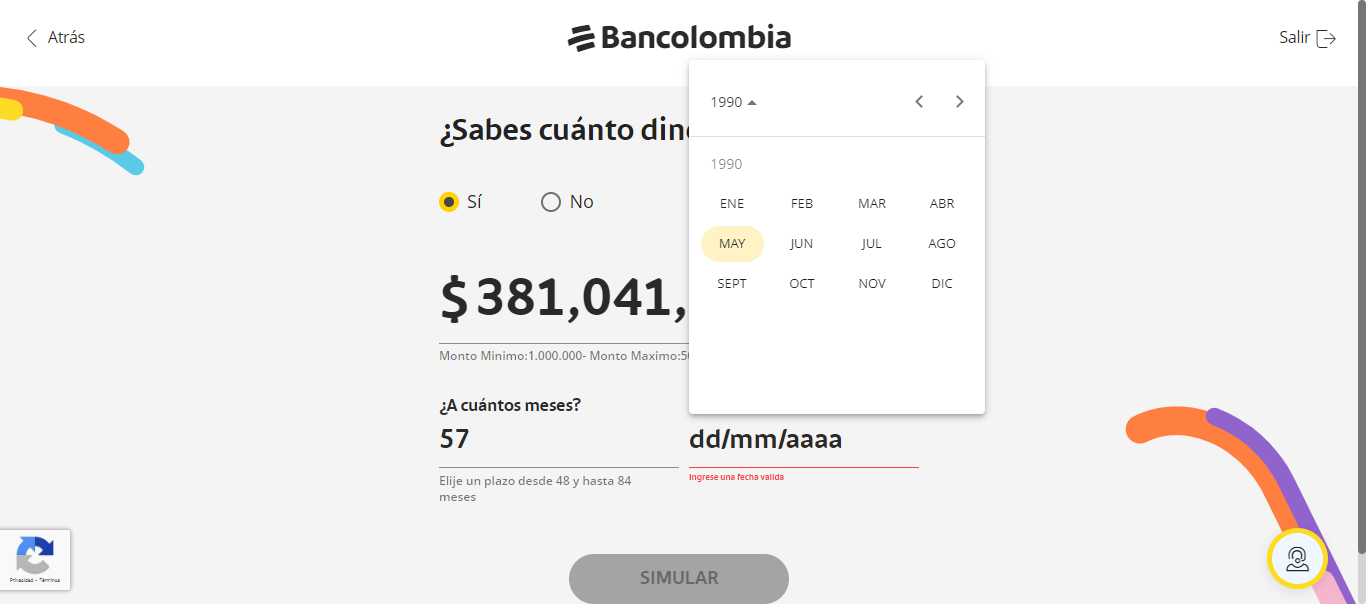 Atrás
Bancolombia
Salir
¿Sabes cuánto din
Sí
No
$ 381,041,
Monto Minimo:1.000.000- Monto Maximo:5
1990
1990
ENE FEB MAR ABR
MAY JUN JUL AGO
SEPT OCT NOV DIC
¿A cuántos meses?
57
Elije un plazo desde 48 y hasta 84
meses
dd/mm/aaaa
Ingrese una fecha valida
SIMULAR
Privacidad - Términos